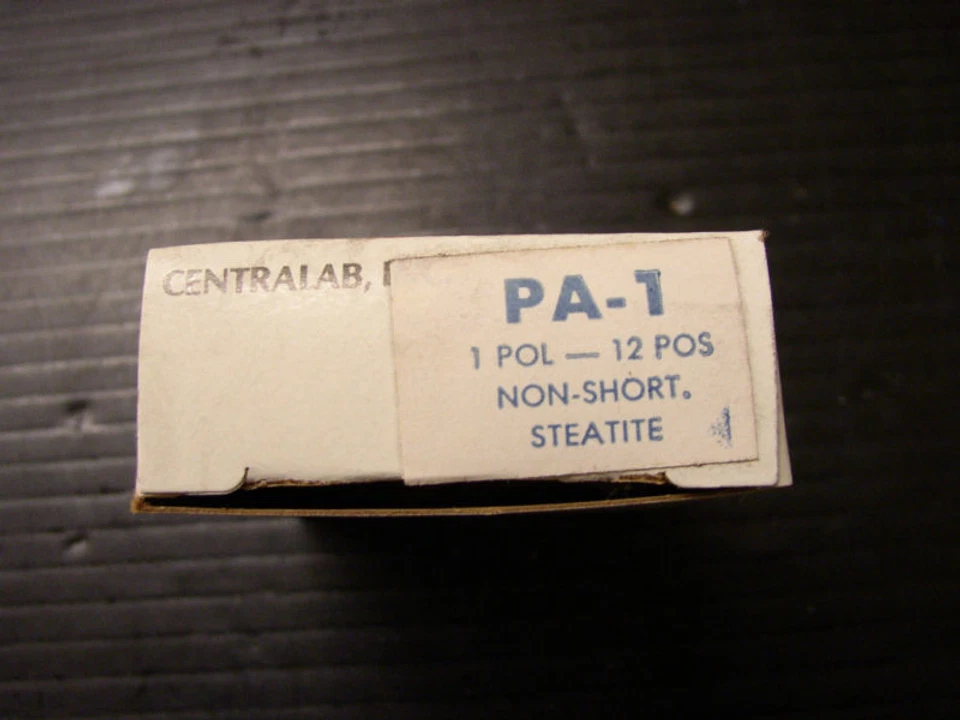 CENTRALAB,
PA-1
1 POL — 12 POS
NON-SHORT.
STEATITE